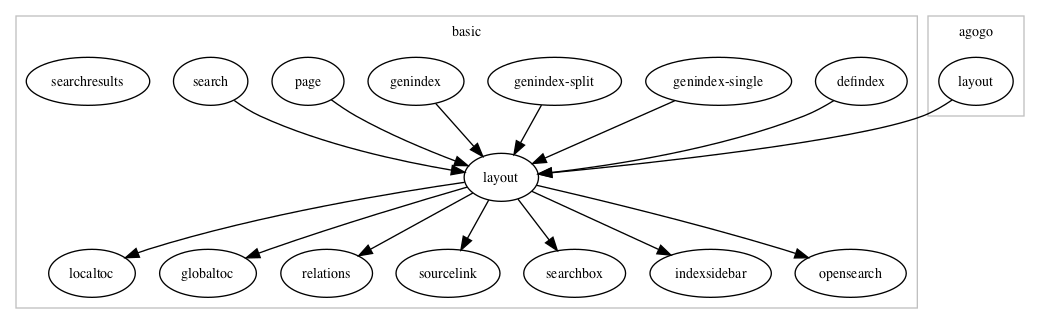 basic
agogo
searchresults
search
page
genindex
genindex-split
genindex-single
defindex
layout
layout
localtoc
globaltoc
relations
sourcelink
searchbox
indexsidebar
opensearch